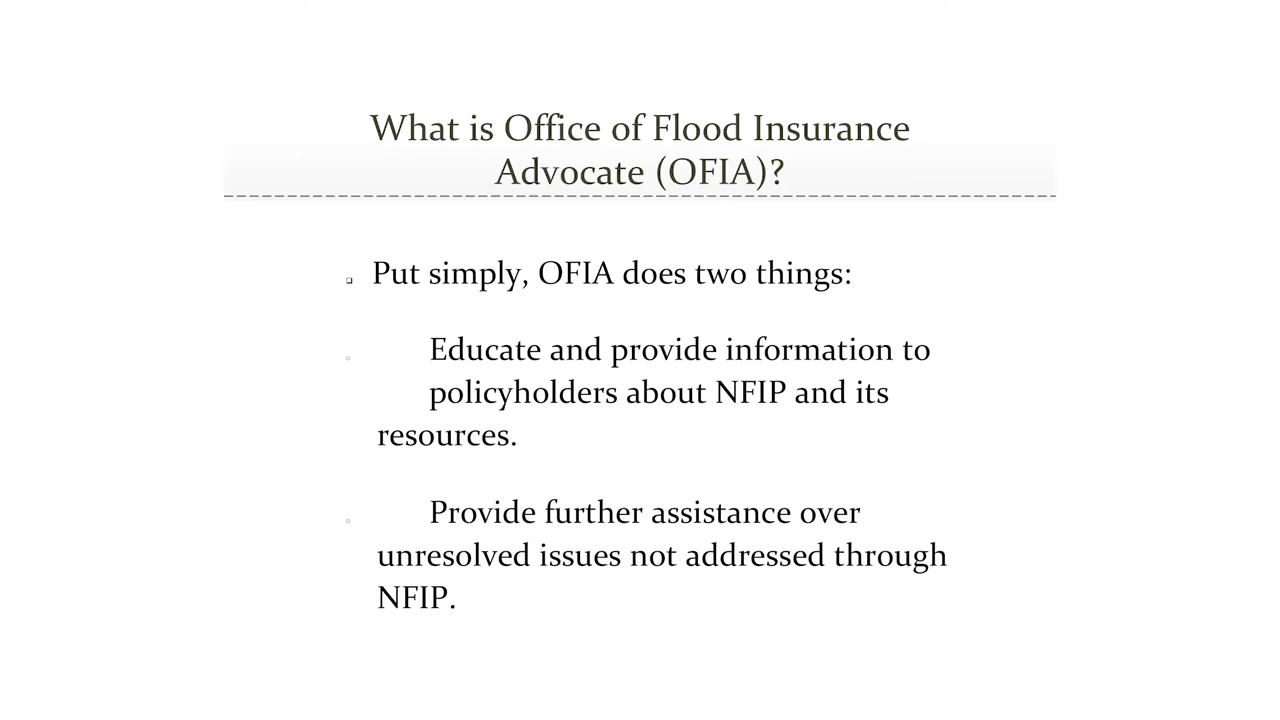 What is Office of Flood Insurance
Advocate (OFIA)?
Put simply, OFIA does two things:
Educate and provide information to
policyholders about NFIP and its
resources.
Provide further assistance over
unresolved issues not addressed through
NFIP.